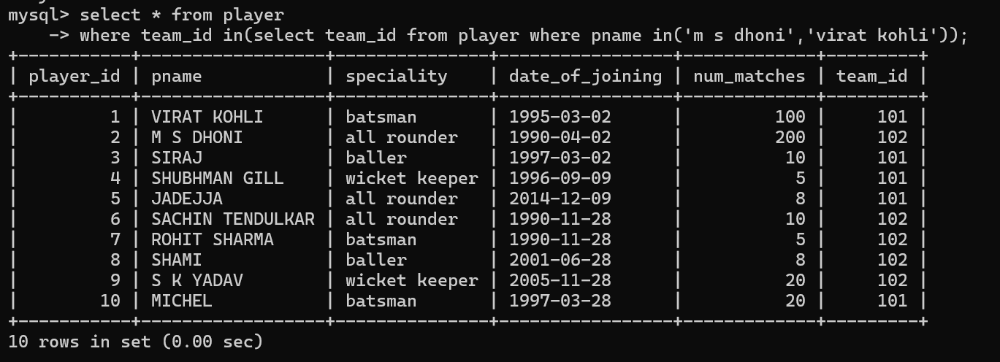 mysql> select * from player
    -> where team_id in(select team_id from player where pname in('m s dhoni','virat kohli'));
+-----------+------------------+---------------+-----------------+-------------+---------+
| player_id | pname            | speciality    | date_of_joining | num_matches | team_id |
+-----------+------------------+---------------+-----------------+-------------+---------+
|         1 | VIRAT KOHLI      | batsman       | 1995-03-02      |         100 |     101 |
|         2 | M S DHONI        | all rounder   | 1990-04-02      |         200 |     102 |
|         3 | SIRAJ            | baller        | 1997-03-02      |          10 |     101 |
|         4 | SHUBHMAN GILL    | wicket keeper | 1996-09-09      |           5 |     101 |
|         5 | JADEJJA          | all rounder   | 2014-12-09      |           8 |     101 |
|         6 | SACHIN TENDULKAR | all rounder   | 1990-11-28      |          10 |     102 |
|         7 | ROHIT SHARMA     | batsman       | 1990-11-28      |           5 |     102 |
|         8 | SHAMI            | baller        | 2001-06-28      |           8 |     102 |
|         9 | S K YADAV        | wicket keeper | 2005-11-28      |          20 |     102 |
|        10 | MICHEL           | batsman       | 1997-03-28      |          20 |     101 |
+-----------+------------------+---------------+-----------------+-------------+---------+
10 rows in set (0.00 sec)